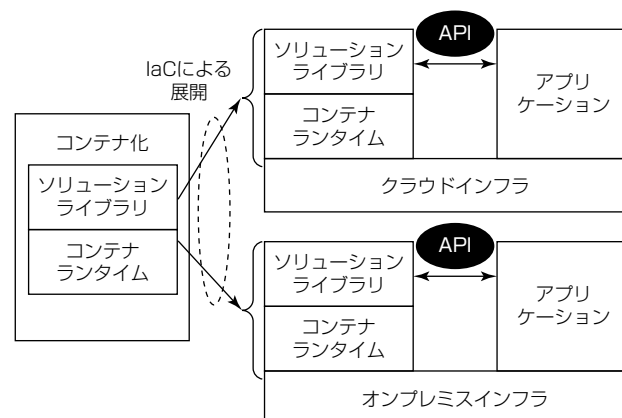 IaCによる
展開
コンテナ化
ソリューション
ライブラリ
コンテナ
ランタイム
ソリューション
ライブラリ
コンテナ
ランタイム
API
アプリ
ケーション
クラウドインフラ
ソリューション
ライブラリ
コンテナ
ランタイム
API
アプリ
ケーション
オンプレミスインフラ